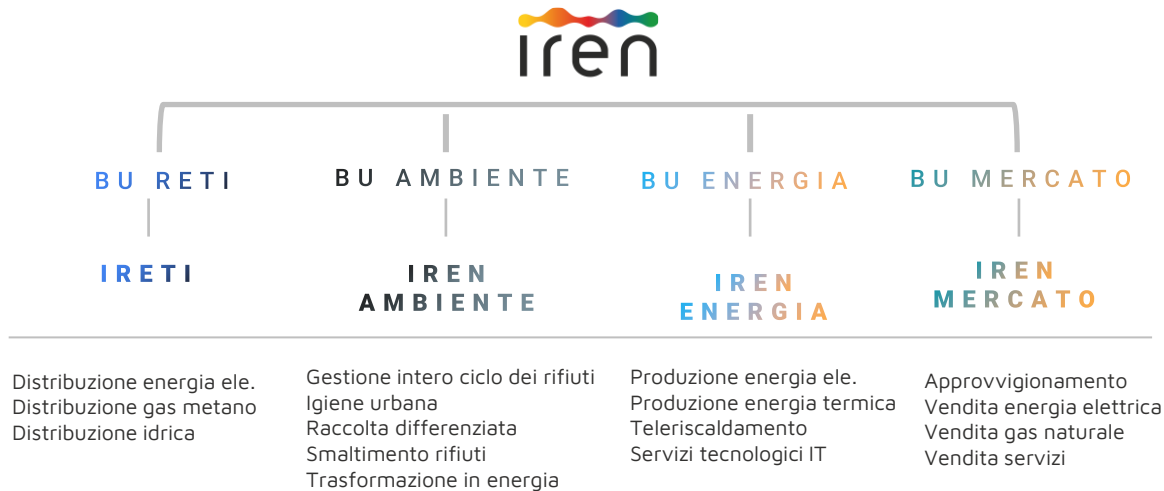 iren
BU RETI
BU AMBIENTE
BU ENERGIA
BU MERCATO
IRETI
IREN
AMBIENTE
IREN
ENERGIA
IREN
MERCATO
Distribuzione energia ele.
Distribuzione gas metano
Distribuzione idrica
Gestione intero ciclo dei rifiuti
Igiene urbana
Raccolta differenziata
Smaltimento rifiuti
Trasformazione in energia
Produzione energia ele.
Produzione energia termica
Teleriscaldamento
Servizi tecnologici IT
Approvvigionamento
Vendita energia elettrica
Vendita gas naturale
Vendita servizi